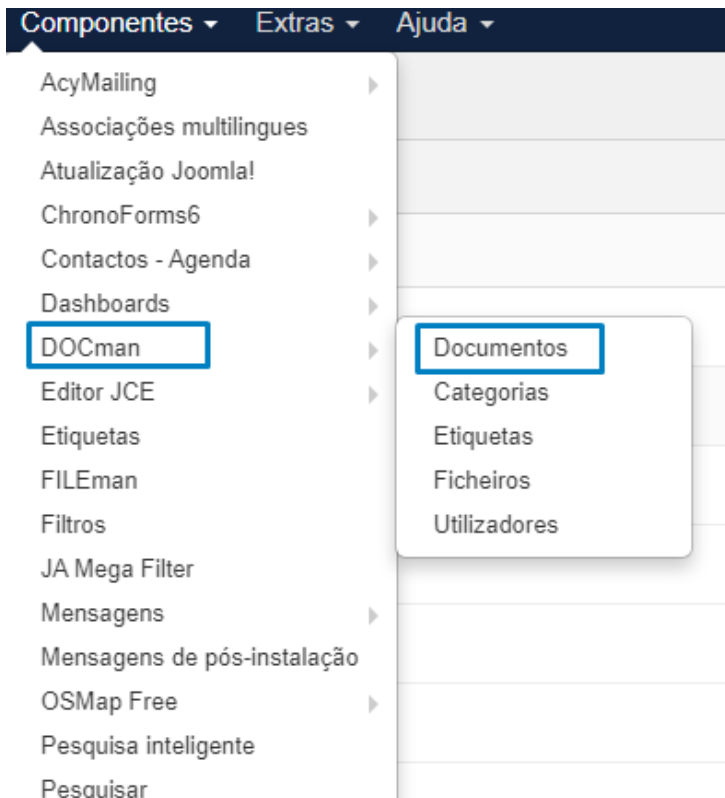 Componentes Extras Ajuda
AcyMailing
Associações multilingues
Atualização Joomla!
ChronoForms6
Contactos - Agenda
Dashboards
DOCman
Editor JCE
Etiquetas
FILEman
Filtros
JA Mega Filter
Mensagens
Mensagens de pós-instalação
OSMap Free
Pesquisa inteligente
Pesquisar
Documentos
Categorias
Etiquetas
Ficheiros
Utilizadores